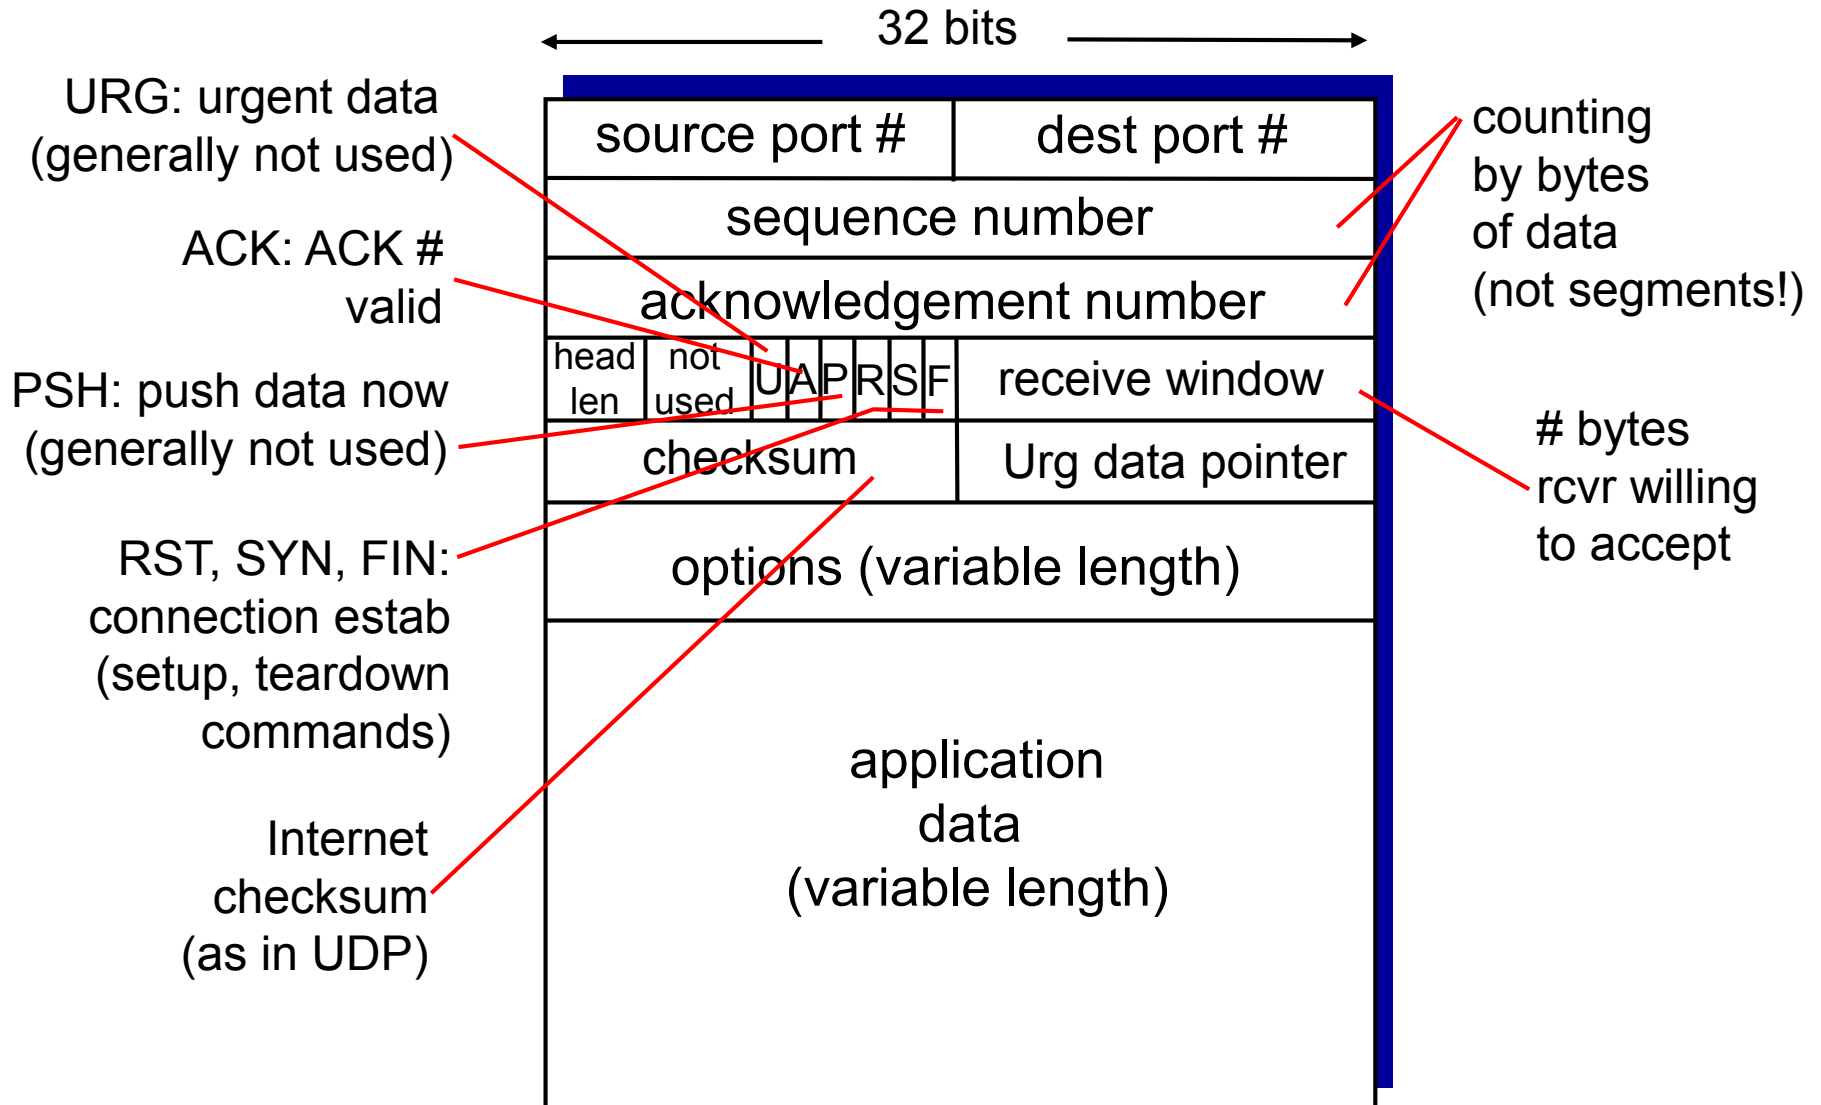 32 bits
URG: urgent data
(generally not used)
ACK: ACK #
valid
PSH: push data now
(generally not used)
RST, SYN, FIN:
connection estab
(setup, teardown
commands)
Internet
checksum
(as in UDP)
source port #
dest port #
sequence number
acknowledgement number
head
len
not
used
U
A
P
R
S
F
receive window
checksum
Urg data pointer
options (variable length)
application
data
(variable length)
counting
by bytes
of data
(not segments!)
# bytes
rcvr willing
to accept